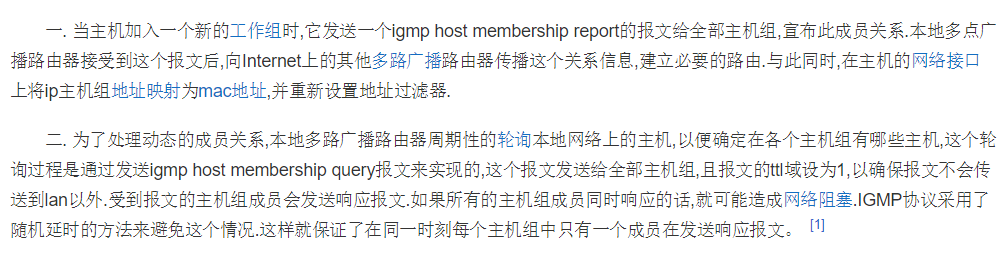 一. 当主机加入一个新的工作组时,它发送一个igmp host membership report的报文给全部主机组,宣布此成员关系.本地多点广
播路由器接受到这个报文后,向Internet上的其他多路广播路由器传播这个关系信息,建立必要的路由.与此同时,在主机的网络接口
上将ip主机组地址映射为mac地址,并重新设置地址过滤器.
二. 为了处理动态的成员关系,本地多路广播路由器周期性的轮询本地网络上的主机,以便确定在各个主机组有哪些主机,这个轮
询过程是通过发送igmp host membership query报文来实现的,这个报文发送给全部主机组,且报文的ttl域设为1,以确保报文不会传
送到lan以外.受到报文的主机组成员会发送响应报文.如果所有的主机组成员同时响应的话,就可能造成网络阻塞.IGMP协议采用了
随机延时的方法来避免这个情况.这样就保证了在同一时刻每个主机组中只有一个成员在发送响应报文。 [1]